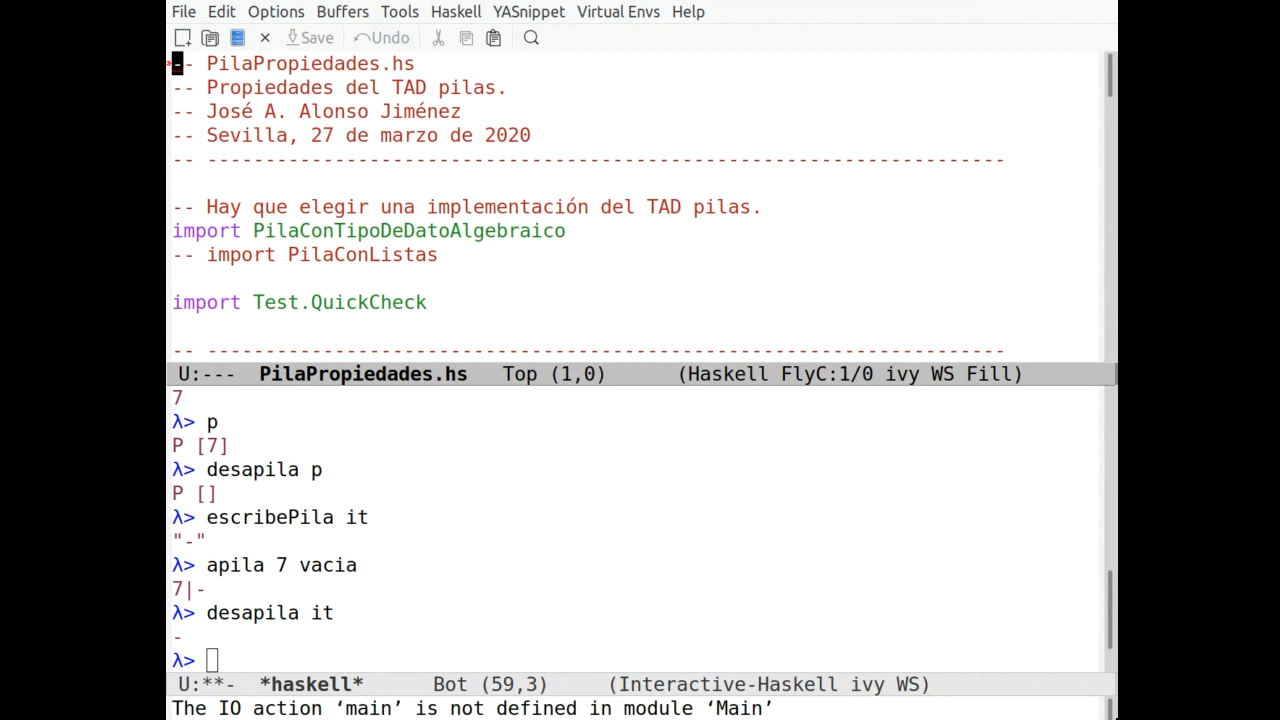 File Edit Options Buffers Tools Haskell YASnippet Virtual Envs Help
Save Undo
-- PilaPropiedades.hs
-- Propiedades del TAD pilas.
-- José A. Alonso Jiménez
-- Sevilla, 27 de marzo de 2020
-- ---------------------------------------------------------------------
-- Hay que elegir una implementación del TAD pilas.
import PilaConTipoDeDatoAlgebraico
-- import PilaConListas
import Test.QuickCheck
-- ---------------------------------------------------------------------
U:--- PilaPropiedades.hs Top (1,0) (Haskell FlyC:1/0 ivy WS Fill)
7
λ> p
P [7]
λ> desapila p
P []
λ> escribePila it
"-"
λ> apila 7 vacia
7|-
λ> desapila it
-
λ>
U:**- *haskell* Bot (59,3) (Interactive-Haskell ivy WS)
The IO action ‘main’ is not defined in module ‘Main’